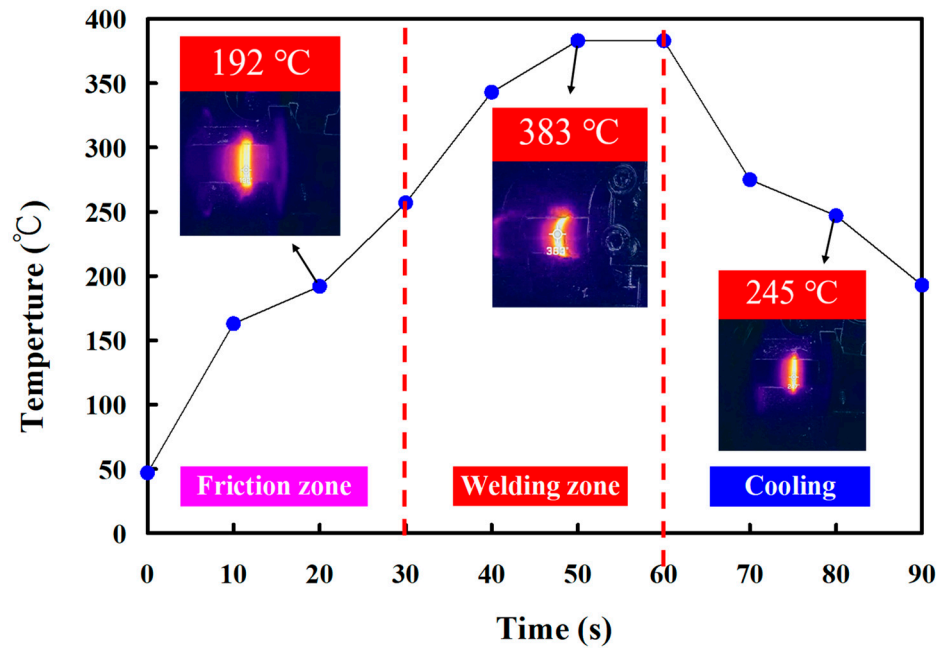 400
350
300
250
200
150
100
50
0
Temperture (℃)
192 ℃
383 ℃
383°
245 ℃
Friction zone
Welding zone
Cooling
0 10 20 30 40 50 60 70 80 90
Time (s)